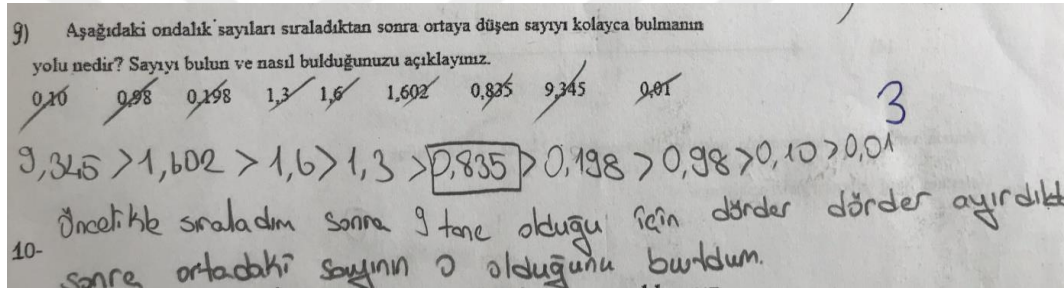 9) Aşağıdaki ondalık sayıları sıraladıktan sonra ortaya düşen sayıyı kolayca bulmanın
yolu nedir? Sayıyı bulun ve nasıl bulduğunuzu açıklayınız.
0,10 0,98 0,198 1,3 1,6 1,602 0,835 9,345 0,01
3
9,345 > 1,602 > 1,6 > 1,3 > 0,835 > 0,198 > 0,98 > 0,10 > 0,01
Öncelikle sıraladım sonra 9 tane olduğu için dörder dörder ayırdım
10- sonra ortadaki sayının o olduğunu buldum.